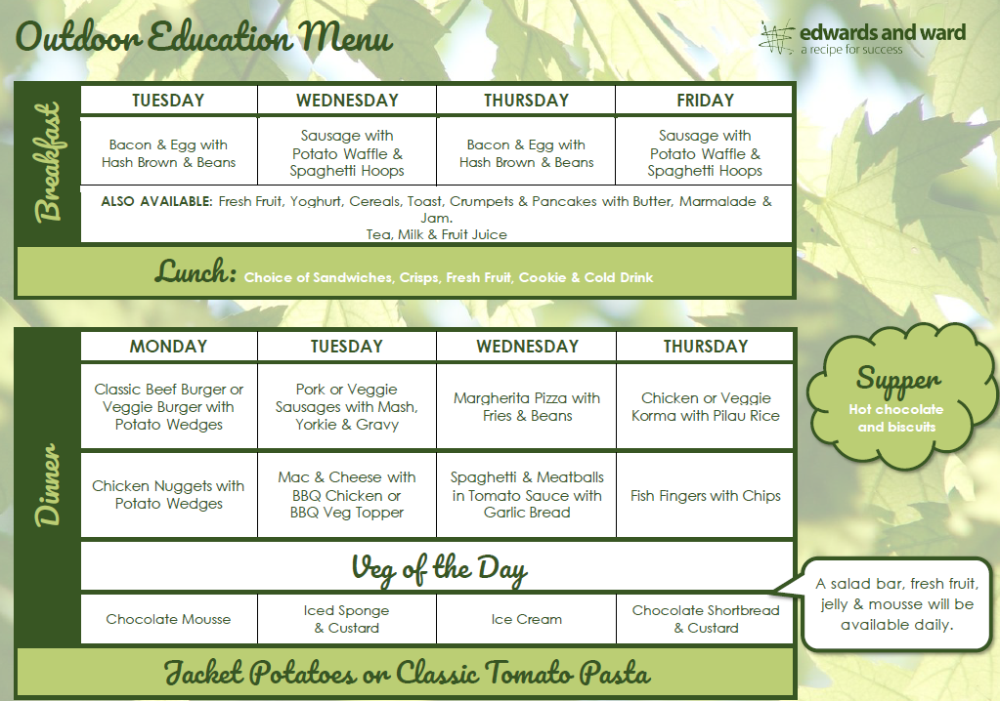 Outdoor Education Menu
edwards and ward
a recipe for success
Breakfast
TUESDAY
WEDNESDAY
THURSDAY
FRIDAY
Bacon & Egg with
Hash Brown & Beans
Sausage with
Potato Waffle &
Spaghetti Hoops
Bacon & Egg with
Hash Brown & Beans
Sausage with
Potato Waffle &
Spaghetti Hoops
ALSO AVAILABLE: Fresh Fruit, Yoghurt, Cereals, Toast, Crumpets & Pancakes with Butter, Marmalade &
Jam.
Tea, Milk & Fruit Juice
Lunch: Choice of Sandwiches, Crisps, Fresh Fruit, Cookie & Cold Drink
Dinner
MONDAY
TUESDAY
WEDNESDAY
THURSDAY
Classic Beef Burger or
Veggie Burger with
Potato Wedges
Pork or Veggie
Sausages with Mash,
Yorkie & Gravy
Margherita Pizza with
Fries & Beans
Chicken or Veggie
Korma with Pilau Rice
Chicken Nuggets with
Potato Wedges
Mac & Cheese with
BBQ Chicken or
BBQ Veg Topper
Spaghetti & Meatballs
in Tomato Sauce with
Garlic Bread
Fish Fingers with Chips
Veg of the Day
Chocolate Mousse
Iced Sponge
& Custard
Ice Cream
Chocolate Shortbread
& Custard
Jacket Potatoes or Classic Tomato Pasta
Supper
Hot chocolate
and biscuits
A salad bar, fresh fruit,
jelly & mousse will be
available daily.